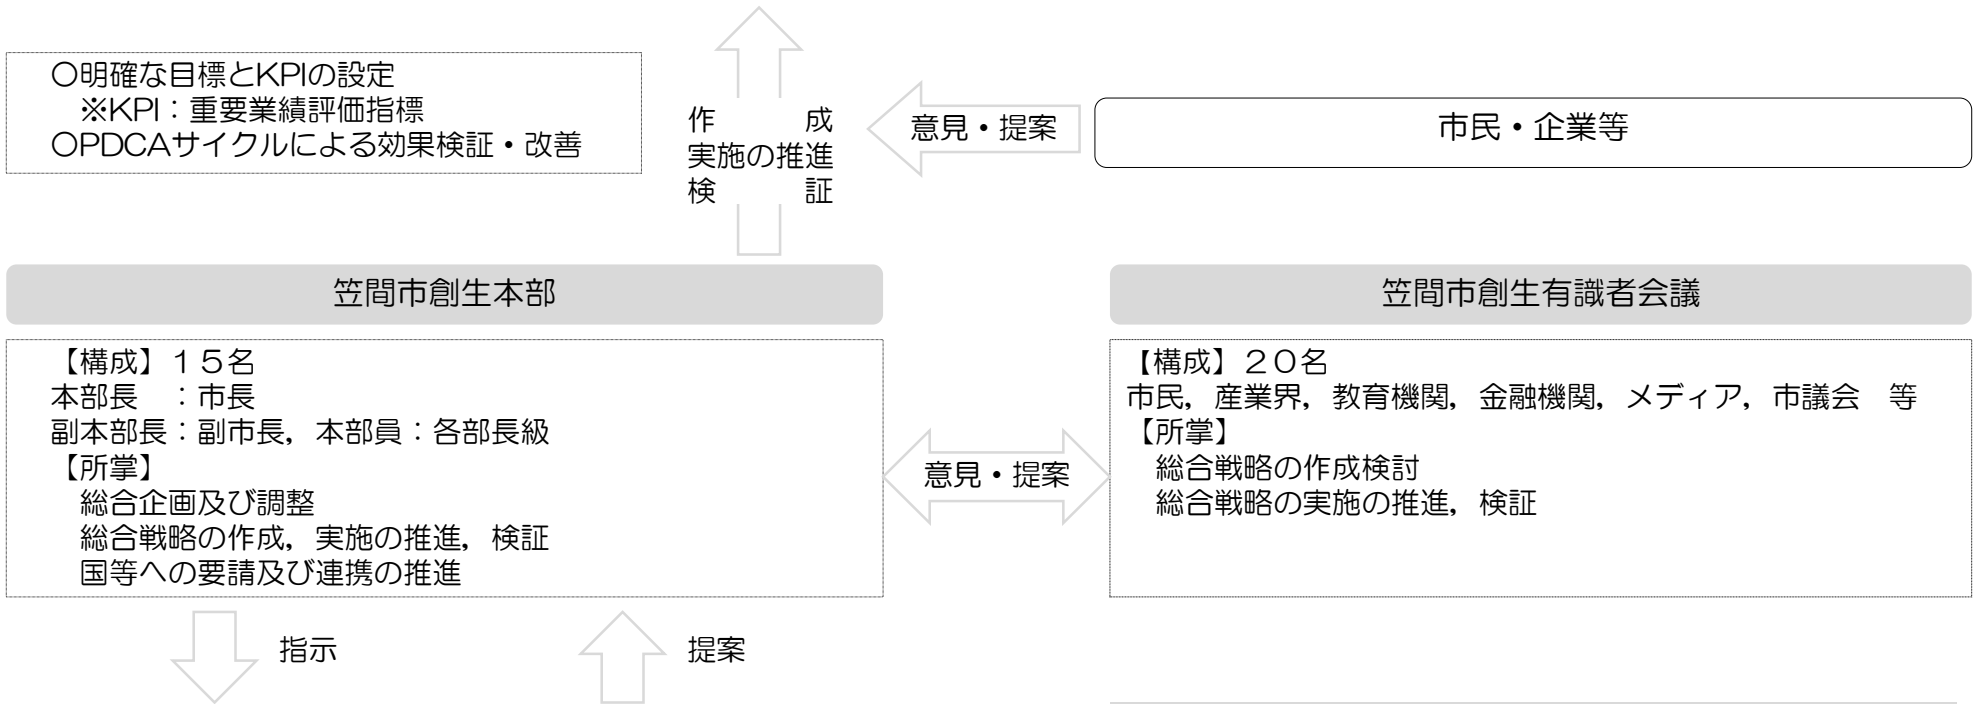 〇明確な目標とKPIの設定
※KPI：重要業績評価指標
〇PDCAサイクルによる効果検証・改善
作　　　成
実施の推進
検　　　証
意見・提案
市民・企業等
笠間市創生本部
【構成】１５名
本部長　：市長
副本部長：副市長，本部員：各部長級
【所掌】
総合企画及び調整
総合戦略の作成，実施の推進，検証
国等への要請及び連携の推進
意見・提案
笠間市創生有識者会議
【構成】２０名
市民，産業界，教育機関，金融機関，メディア，市議会　等
【所掌】
総合戦略の作成検討
総合戦略の実施の推進，検証
指示
提案